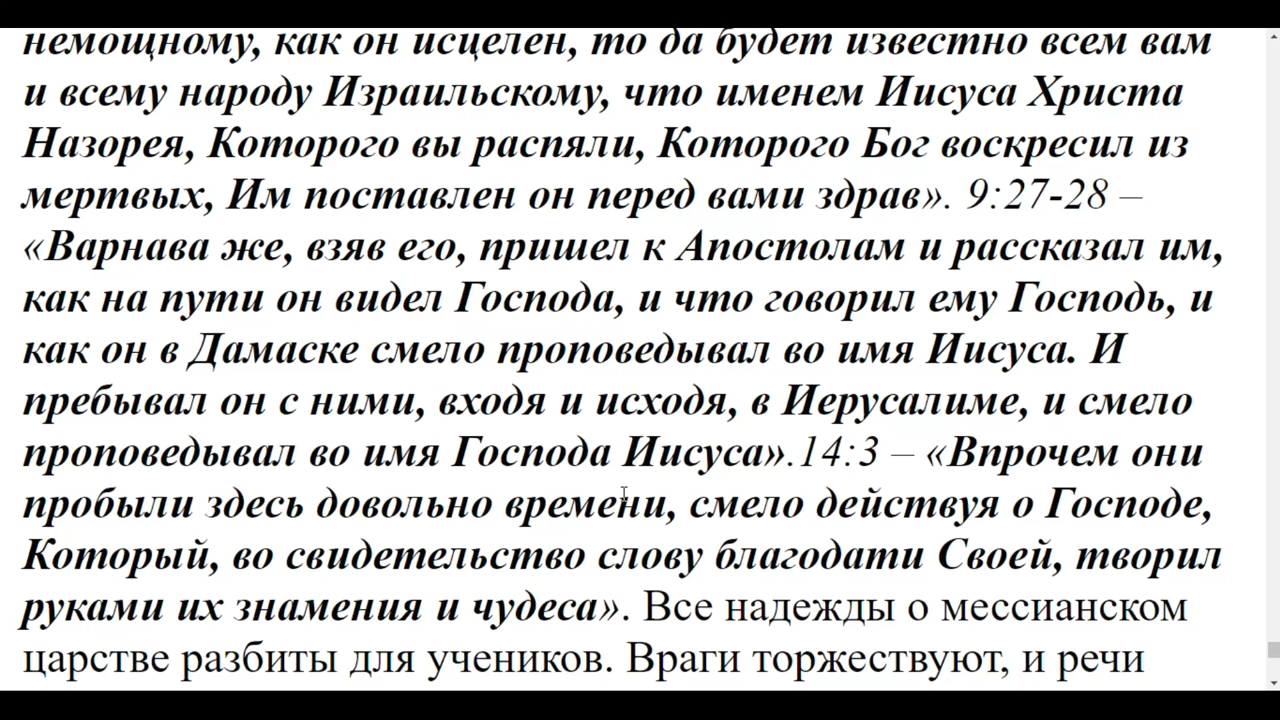 немощному, как он исцелен, то да будет известно всем вам
и всему народу Израильскому, что именем Иисуса Христа
Назорея, Которого вы распяли, Которого Бог воскресил из
мертвых, Им поставлен он перед вами здрав». 9:27-28 –
«Варнава же, взяв его, пришел к Апостолам и рассказал им,
как на пути он видел Господа, и что говорил ему Господь, и
как он в Дамаске смело проповедывал во имя Иисуса. И
пребывал он с ними, входя и исходя, в Иерусалиме, и смело
проповедывал во имя Господа Иисуса».14:3 – «Впрочем они
пробыли здесь довольно времени, смело действуя о Господе,
Который, во свидетельство слову благодати Своей, творил
руками их знамения и чудеса». Все надежды о мессианском
царстве разбиты для учеников. Враги торжествуют, и речи